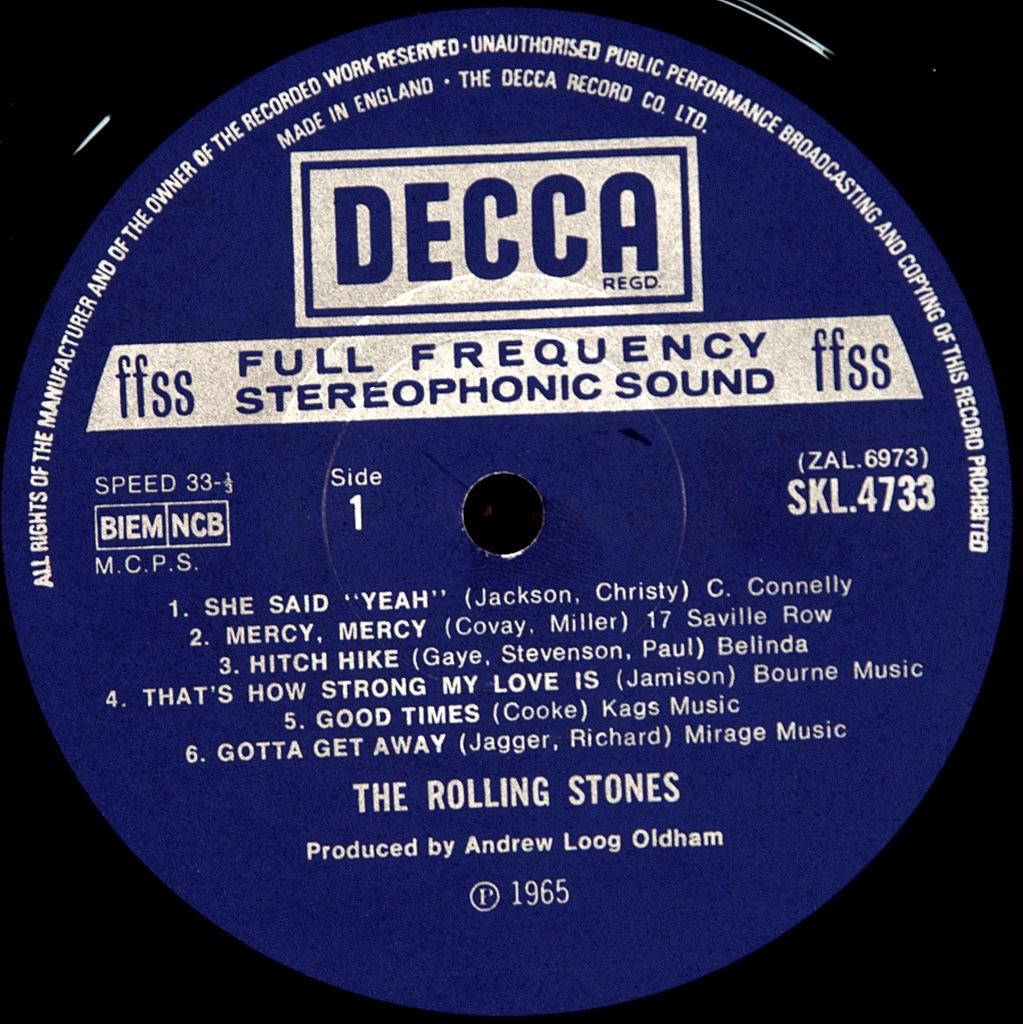 ALL RIGHTS OF THE MANUFACTURER AND OF THE OWNER OF THE RECORDED WORK RESERVED · UNAUTHORISED PUBLIC PERFORMANCE BROADCASTING AND COPYING OF THIS RECORD PROHIBITED
MADE IN ENGLAND · THE DECCA RECORD CO. LTD.
DECCA
REGD.
ffss FULL FREQUENCY ffss
STEREOPHONIC SOUND
SPEED 33-⅓
BIEM NCB
M.C.P.S.
Side
1
(ZAL.6973)
SKL.4733
1. SHE SAID "YEAH" (Jackson, Christy) C. Connelly
2. MERCY, MERCY (Covay, Miller) 17 Saville Row
3. HITCH HIKE (Gaye, Stevenson, Paul) Belinda
4. THAT'S HOW STRONG MY LOVE IS (Jamison) Bourne Music
5. GOOD TIMES (Cooke) Kags Music
6. GOTTA GET AWAY (Jagger, Richard) Mirage Music
THE ROLLING STONES
Produced by Andrew Loog Oldham
℗ 1965